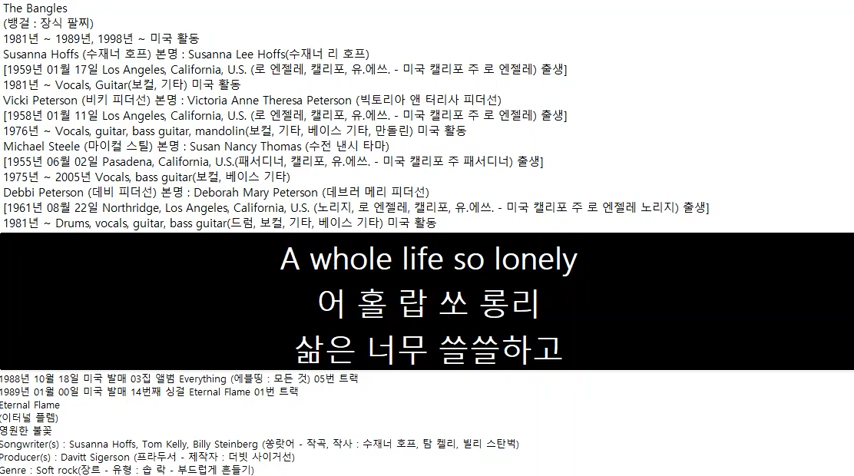 The Bangles
(뱅걸 : 장식 팔찌)
1981년 ~ 1989년, 1998년 ~ 미국 활동
Susanna Hoffs (수재너 호프) 본명 : Susanna Lee Hoffs(수재너 리 호프)
[1959년 01월 17일 Los Angeles, California, U.S. (로 엔젤레, 캘리포, 유.에쓰. - 미국 캘리포 주 로 엔젤레) 출생]
1981년 ~ Vocals, Guitar(보컬, 기타) 미국 활동
Vicki Peterson (비키 피더선) 본명 : Victoria Anne Theresa Peterson (빅토리아 앤 터리사 피더선)
[1958년 01월 11일 Los Angeles, California, U.S. (로 엔젤레, 캘리포, 유.에쓰. - 미국 캘리포 주 로 엔젤레) 출생]
1976년 ~ Vocals, guitar, bass guitar, mandolin(보컬, 기타, 베이스 기타, 만돌린) 미국 활동
Michael Steele (마이컬 스틸) 본명 : Susan Nancy Thomas (수전 낸시 타마)
[1955년 06월 02일 Pasadena, California, U.S.(패서디너, 캘리포, 유.에쓰. - 미국 캘리포 주 패서디너) 출생]
1975년 ~ 2005년 Vocals, bass guitar(보컬, 베이스 기타)
Debbi Peterson (데비 피더선) 본명 : Deborah Mary Peterson (데브러 메리 피더선)
[1961년 08월 22일 Northridge, Los Angeles, California, U.S. (노리지, 로 엔젤레, 캘리포, 유.에쓰. - 미국 캘리포 주 로 엔젤레 노리지) 출생]
1981년 ~ Drums, vocals, guitar, bass guitar(드럼, 보컬, 기타, 베이스 기타) 미국 활동
A whole life so lonely
어 홀 랍 쏘 롱리
삶은 너무 쓸쓸하고
1988년 10월 18일 미국 발매 03집 앨범 Everything (에블띵 : 모든 것) 05번 트랙
1989년 01월 00일 미국 발매 14번째 싱글 Eternal Flame 01번 트랙
Eternal Flame
(이터널 플렘)
영원한 불꽃
Songwriter(s) : Susanna Hoffs, Tom Kelly, Billy Steinberg (쏭랏어 - 작곡, 작사 : 수재너 호프, 탐 켈리, 빌리 스탄벅)
Producer(s) : Davitt Sigerson (프라두서 - 제작자 : 더빗 사이거선)
Genre : Soft rock(장르 - 유형 : 솝 락 - 부드럽게 흔들기)